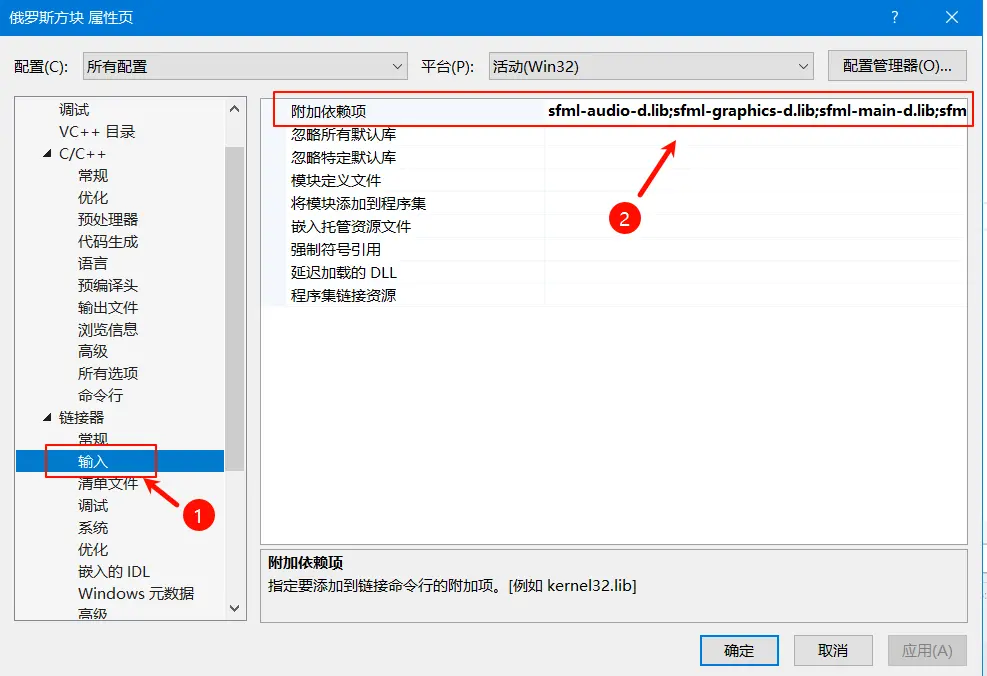 俄罗斯方块 属性页
配置(C): 所有配置 平台(P): 活动(Win32) 配置管理器(O)...
调试
VC++ 目录
C/C++
常规
优化
预处理器
代码生成
语言
预编译头
输出文件
浏览信息
高级
所有选项
命令行
链接器
常规
输入
清单文件
调试
系统
优化
嵌入的 IDL
Windows 元数据
高级
1
附加依赖项 sfml-audio-d.lib;sfml-graphics-d.lib;sfml-main-d.lib;sfm
忽略所有默认库
忽略特定默认库
模块定义文件
将模块添加到程序集
嵌入托管资源文件
强制符号引用
延迟加载的 DLL
程序集链接资源
2
附加依赖项
指定要添加到链接命令行的附加项。[例如 kernel32.lib]
确定 取消 应用(A)